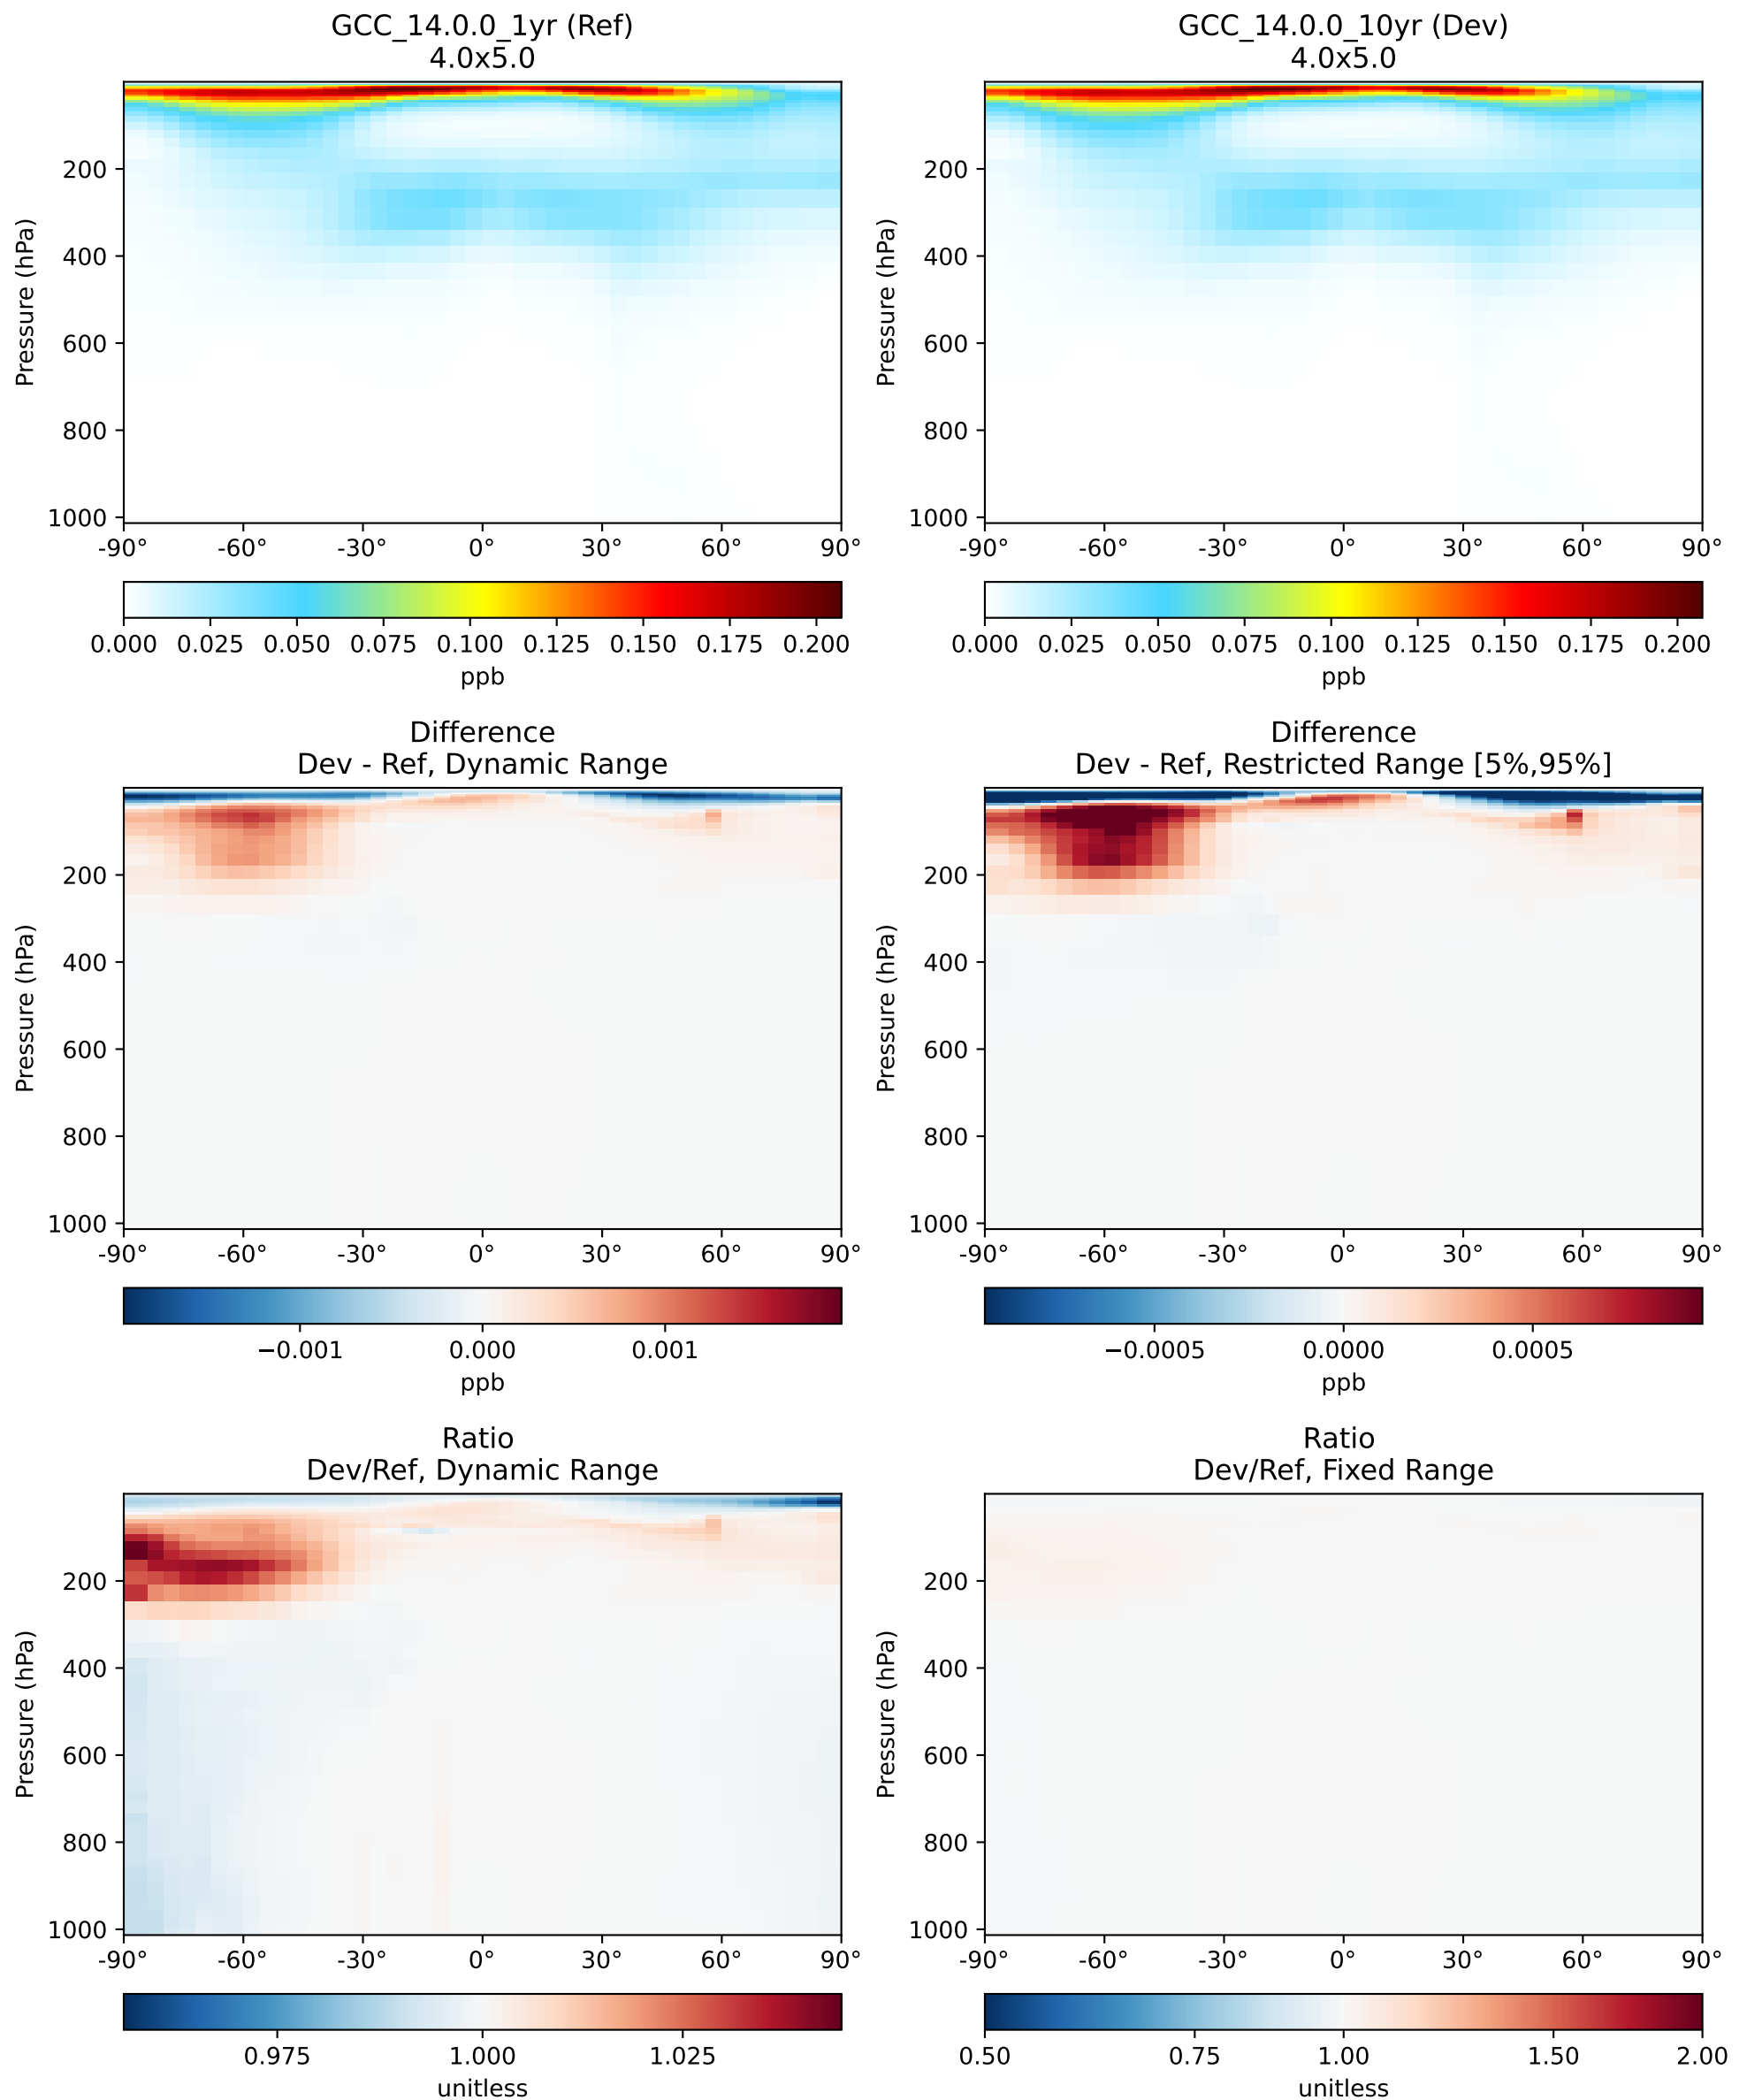 GCC_14.0.0_1yr (Ref)
4.0x5.0
Pressure (hPa)
200
400
600
800
1000
-90° -60° -30° 0° 30° 60° 90°
0.000 0.025 0.050 0.075 0.100 0.125 0.150 0.175 0.200
ppb
GCC_14.0.0_10yr (Dev)
4.0x5.0
Pressure (hPa)
200
400
600
800
1000
-90° -60° -30° 0° 30° 60° 90°
0.000 0.025 0.050 0.075 0.100 0.125 0.150 0.175 0.200
ppb
Difference
Dev - Ref, Dynamic Range
Pressure (hPa)
200
400
600
800
1000
-90° -60° -30° 0° 30° 60° 90°
−0.001 0.000 0.001
ppb
Difference
Dev - Ref, Restricted Range [5%,95%]
Pressure (hPa)
200
400
600
800
1000
-90° -60° -30° 0° 30° 60° 90°
−0.0005 0.0000 0.0005
ppb
Ratio
Dev/Ref, Dynamic Range
Pressure (hPa)
200
400
600
800
1000
-90° -60° -30° 0° 30° 60° 90°
0.975 1.000 1.025
unitless
Ratio
Dev/Ref, Fixed Range
Pressure (hPa)
200
400
600
800
1000
-90° -60° -30° 0° 30° 60° 90°
0.50 0.75 1.00 1.50 2.00
unitless